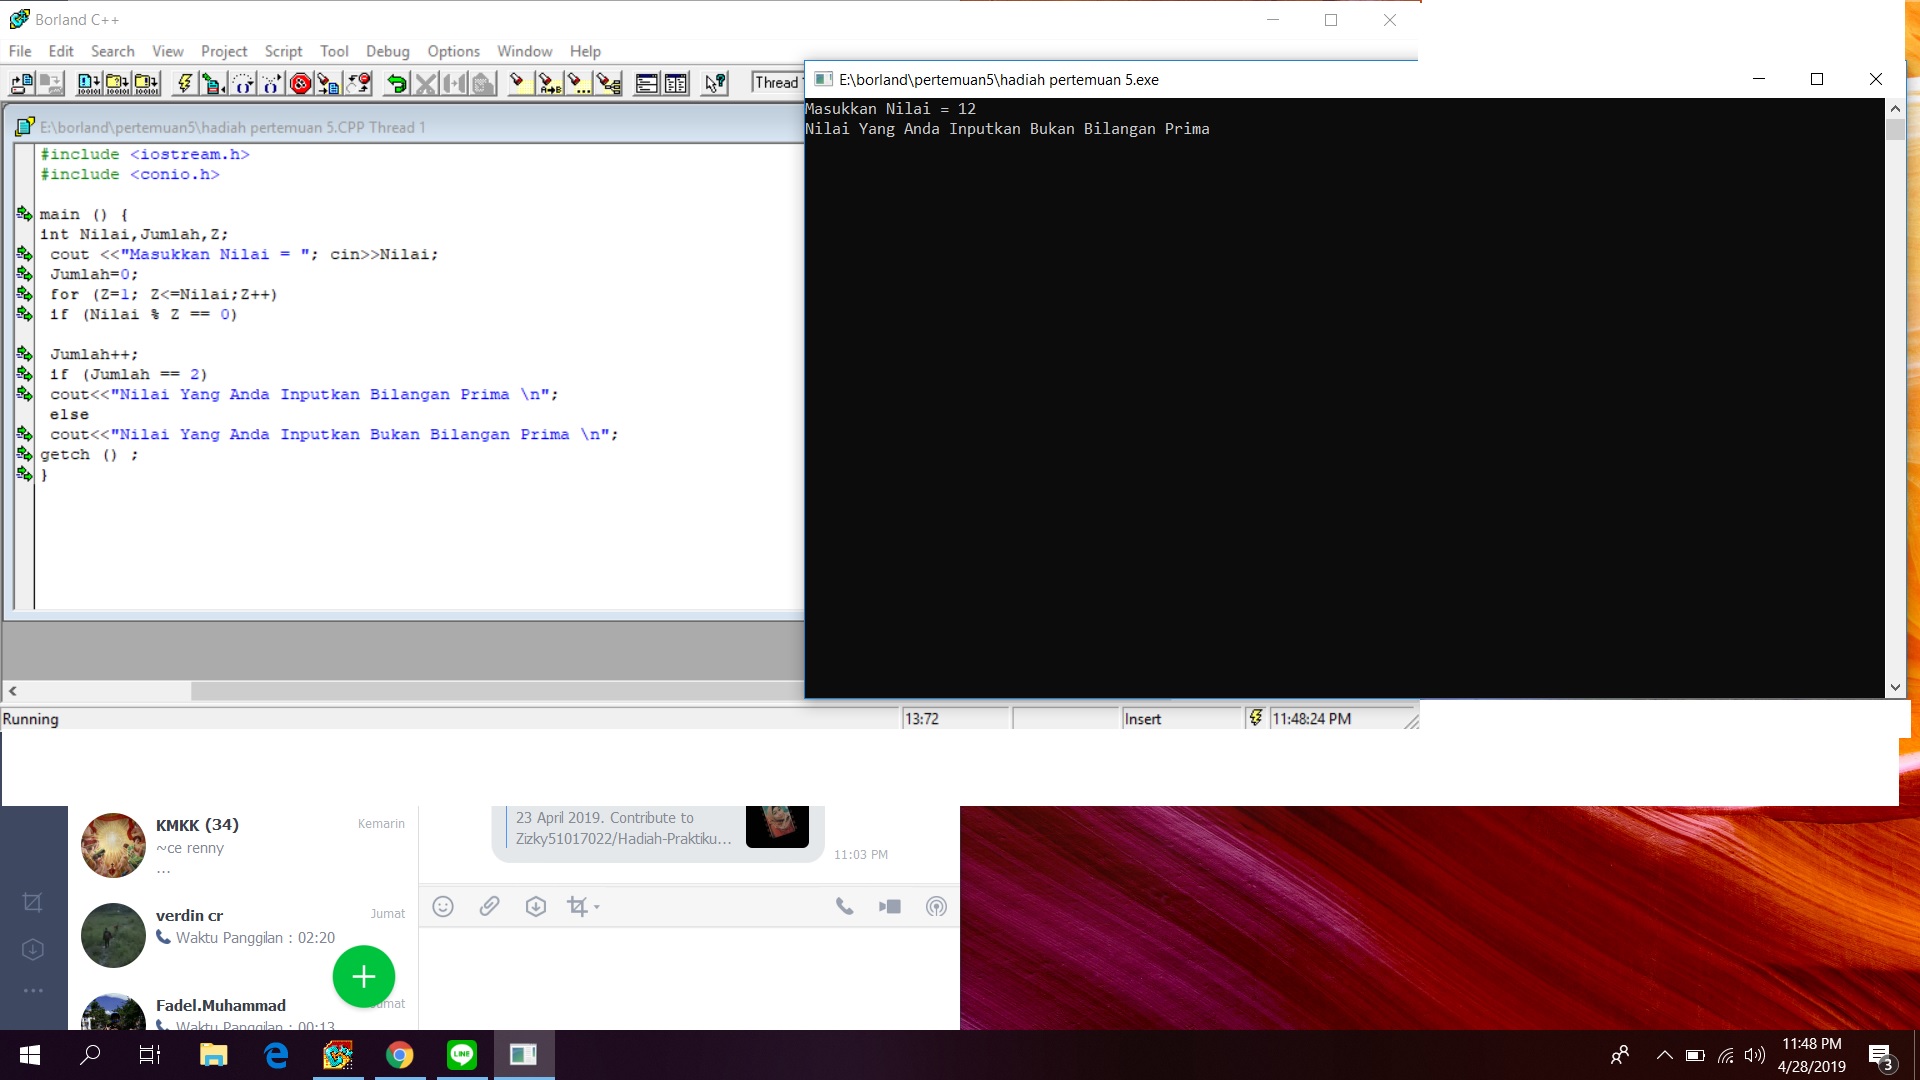 Borland C++
File Edit Search View Project Script Tool Debug Options Window Help
Thread
E:\borland\pertemuan5\hadiah pertemuan 5.CPP Thread 1
#include <iostream.h>
#include <conio.h>
main () {
int Nilai,Jumlah,Z;
cout <<"Masukkan Nilai = "; cin>>Nilai;
Jumlah=0;
for (Z=1; Z<=Nilai;Z++)
if (Nilai % Z == 0)
Jumlah++;
if (Jumlah == 2)
cout<<"Nilai Yang Anda Inputkan Bilangan Prima \n";
else
cout<<"Nilai Yang Anda Inputkan Bukan Bilangan Prima \n";
getch () ;
}
E:\borland\pertemuan5\hadiah pertemuan 5.exe
Masukkan Nilai = 12
Nilai Yang Anda Inputkan Bukan Bilangan Prima
Running 13:72 Insert 11:48:24 PM
KMKK (34) Kemarin
~ce renny
...
verdin cr Jumat
Waktu Panggilan : 02:20
Fadel.Muhammad
Waktu Panggilan : 00:13
23 April 2019. Contribute to
Zizky51017022/Hadiah-Praktiku...
11:03 PM
LINE
11:48 PM
4/28/2019
3